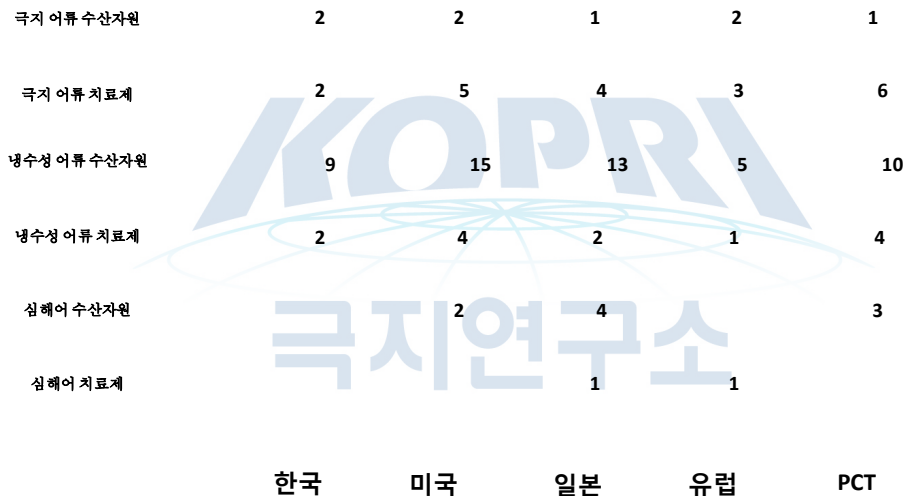 극지 어류 수산자원 2 2 1 2 1
극지 어류 치료제 2 5 4 3 6
냉수성 어류 수산자원 9 15 13 5 10
냉수성 어류 치료제 2 4 2 1 4
심해어 수산자원 2 4 3
심해어 치료제 1 1
한국 미국 일본 유럽 PCT
KOPRI
극지연구소